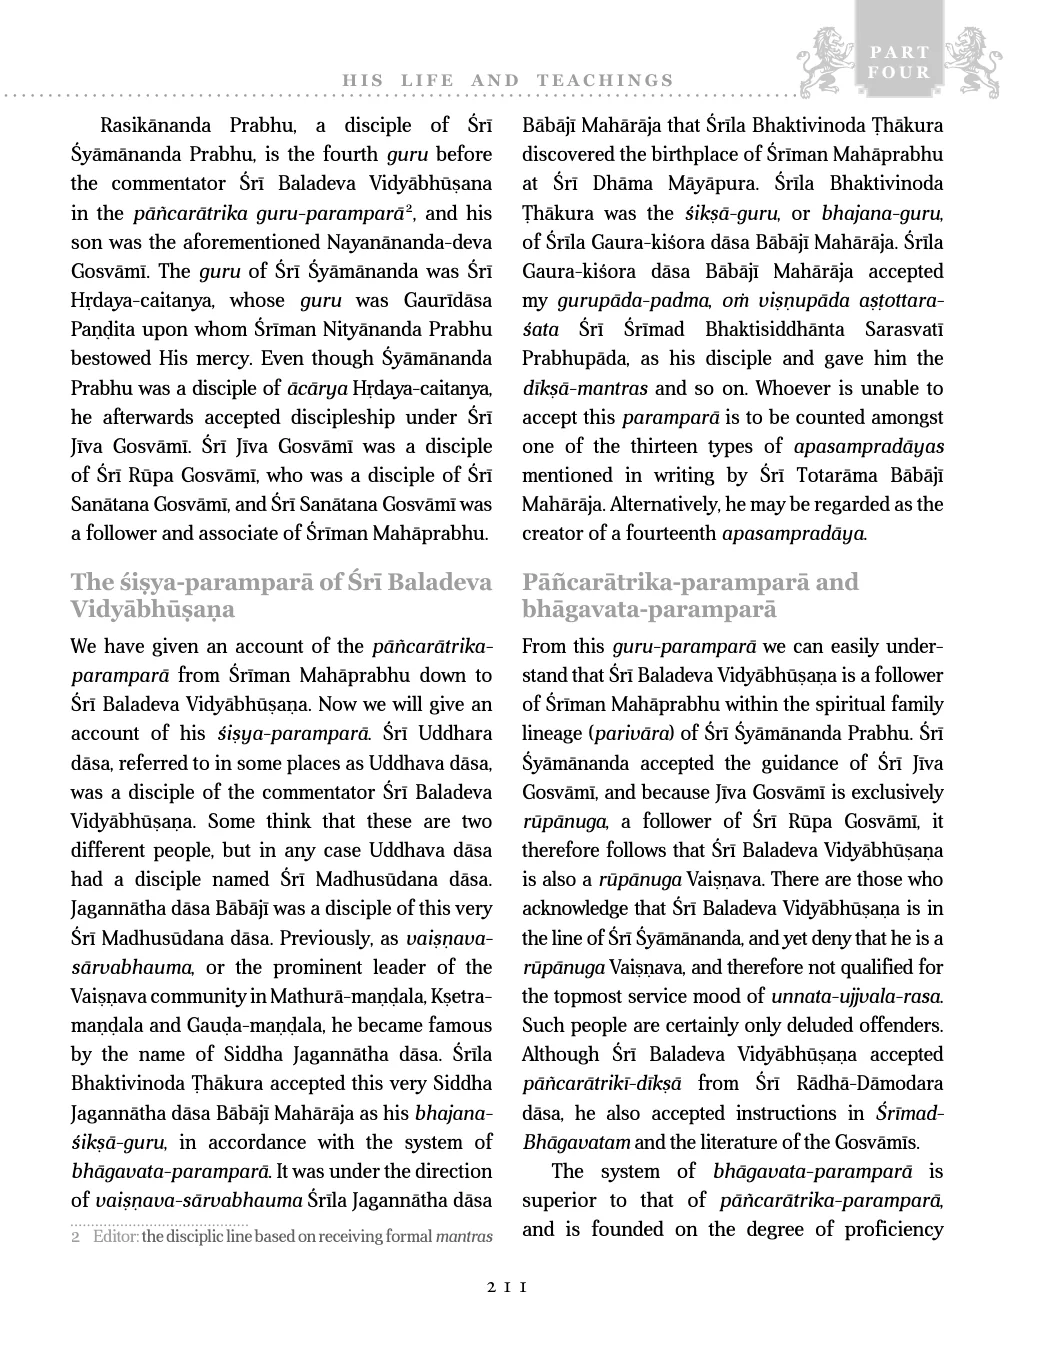 HIS LIFE AND TEACHINGS
PART
FOUR
Rasikānanda Prabhu, a disciple of Śrī
Śyāmānanda Prabhu, is the fourth guru before
the commentator Śrī Baladeva Vidyābhūṣaṇa
in the pāñcarātrika guru-paramparā², and his
son was the aforementioned Nayanānanda-deva
Gosvāmī. The guru of Śrī Śyāmānanda was Śrī
Hṛdaya-caitanya, whose guru was Gaurīdāsa
Paṇḍita upon whom Śrīman Nityānanda Prabhu
bestowed His mercy. Even though Śyāmānanda
Prabhu was a disciple of ācārya Hṛdaya-caitanya,
he afterwards accepted discipleship under Śrī
Jīva Gosvāmī. Śrī Jīva Gosvāmī was a disciple
of Śrī Rūpa Gosvāmī, who was a disciple of Śrī
Sanātana Gosvāmī, and Śrī Sanātana Gosvāmī was
a follower and associate of Śrīman Mahāprabhu.
The śiṣya-paramparā of Śrī Baladeva
Vidyābhūṣaṇa
We have given an account of the pāñcarātrika-
paramparā from Śrīman Mahāprabhu down to
Śrī Baladeva Vidyābhūṣaṇa. Now we will give an
account of his śiṣya-paramparā. Śrī Uddhara
dāsa, referred to in some places as Uddhava dāsa,
was a disciple of the commentator Śrī Baladeva
Vidyābhūṣaṇa. Some think that these are two
different people, but in any case Uddhava dāsa
had a disciple named Śrī Madhusūdana dāsa.
Jagannātha dāsa Bābājī was a disciple of this very
Śrī Madhusūdana dāsa. Previously, as vaiṣṇava-
sārvabhauma, or the prominent leader of the
Vaiṣṇava community in Mathurā-maṇḍala, Kṣetra-
maṇḍala and Gauḍa-maṇḍala, he became famous
by the name of Siddha Jagannātha dāsa. Śrīla
Bhaktivinoda Ṭhākura accepted this very Siddha
Jagannātha dāsa Bābājī Mahārāja as his bhajana-
śikṣā-guru, in accordance with the system of
bhāgavata-paramparā. It was under the direction
of vaiṣṇava-sārvabhauma Śrīla Jagannātha dāsa
2 Editor: the disciplic line based on receiving formal mantras
Bābājī Mahārāja that Śrīla Bhaktivinoda Ṭhākura
discovered the birthplace of Śrīman Mahāprabhu
at Śrī Dhāma Māyāpura. Śrīla Bhaktivinoda
Ṭhākura was the śikṣā-guru, or bhajana-guru,
of Śrīla Gaura-kiśora dāsa Bābājī Mahārāja. Śrīla
Gaura-kiśora dāsa Bābājī Mahārāja accepted
my gurupāda-padma, oṁ viṣṇupāda aṣṭottara-
śata Śrī Śrīmad Bhaktisiddhānta Sarasvatī
Prabhupāda, as his disciple and gave him the
dīkṣā-mantras and so on. Whoever is unable to
accept this paramparā is to be counted amongst
one of the thirteen types of apasampradāyas
mentioned in writing by Śrī Totarāma Bābājī
Mahārāja. Alternatively, he may be regarded as the
creator of a fourteenth apasampradāya.
Pāñcarātrika-paramparā and
bhāgavata-paramparā
From this guru-paramparā we can easily under-
stand that Śrī Baladeva Vidyābhūṣaṇa is a follower
of Śrīman Mahāprabhu within the spiritual family
lineage (parivāra) of Śrī Śyāmānanda Prabhu. Śrī
Śyāmānanda accepted the guidance of Śrī Jīva
Gosvāmī, and because Jīva Gosvāmī is exclusively
rūpānuga, a follower of Śrī Rūpa Gosvāmī, it
therefore follows that Śrī Baladeva Vidyābhūṣaṇa
is also a rūpānuga Vaiṣṇava. There are those who
acknowledge that Śrī Baladeva Vidyābhūṣaṇa is in
the line of Śrī Śyāmānanda, and yet deny that he is a
rūpānuga Vaiṣṇava, and therefore not qualified for
the topmost service mood of unnata-ujjvala-rasa.
Such people are certainly only deluded offenders.
Although Śrī Baladeva Vidyābhūṣaṇa accepted
pāñcarātrikī-dīkṣā from Śrī Rādhā-Dāmodara
dāsa, he also accepted instructions in Śrīmad-
Bhāgavatam and the literature of the Gosvāmīs.
The system of bhāgavata-paramparā is
superior to that of pāñcarātrika-paramparā,
and is founded on the degree of proficiency
211